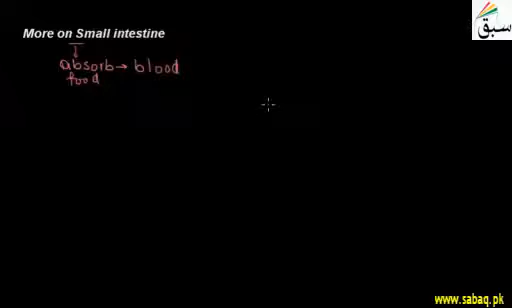 More on Small intestine
سبق
absorb → blood
food
www.sabaq.pk